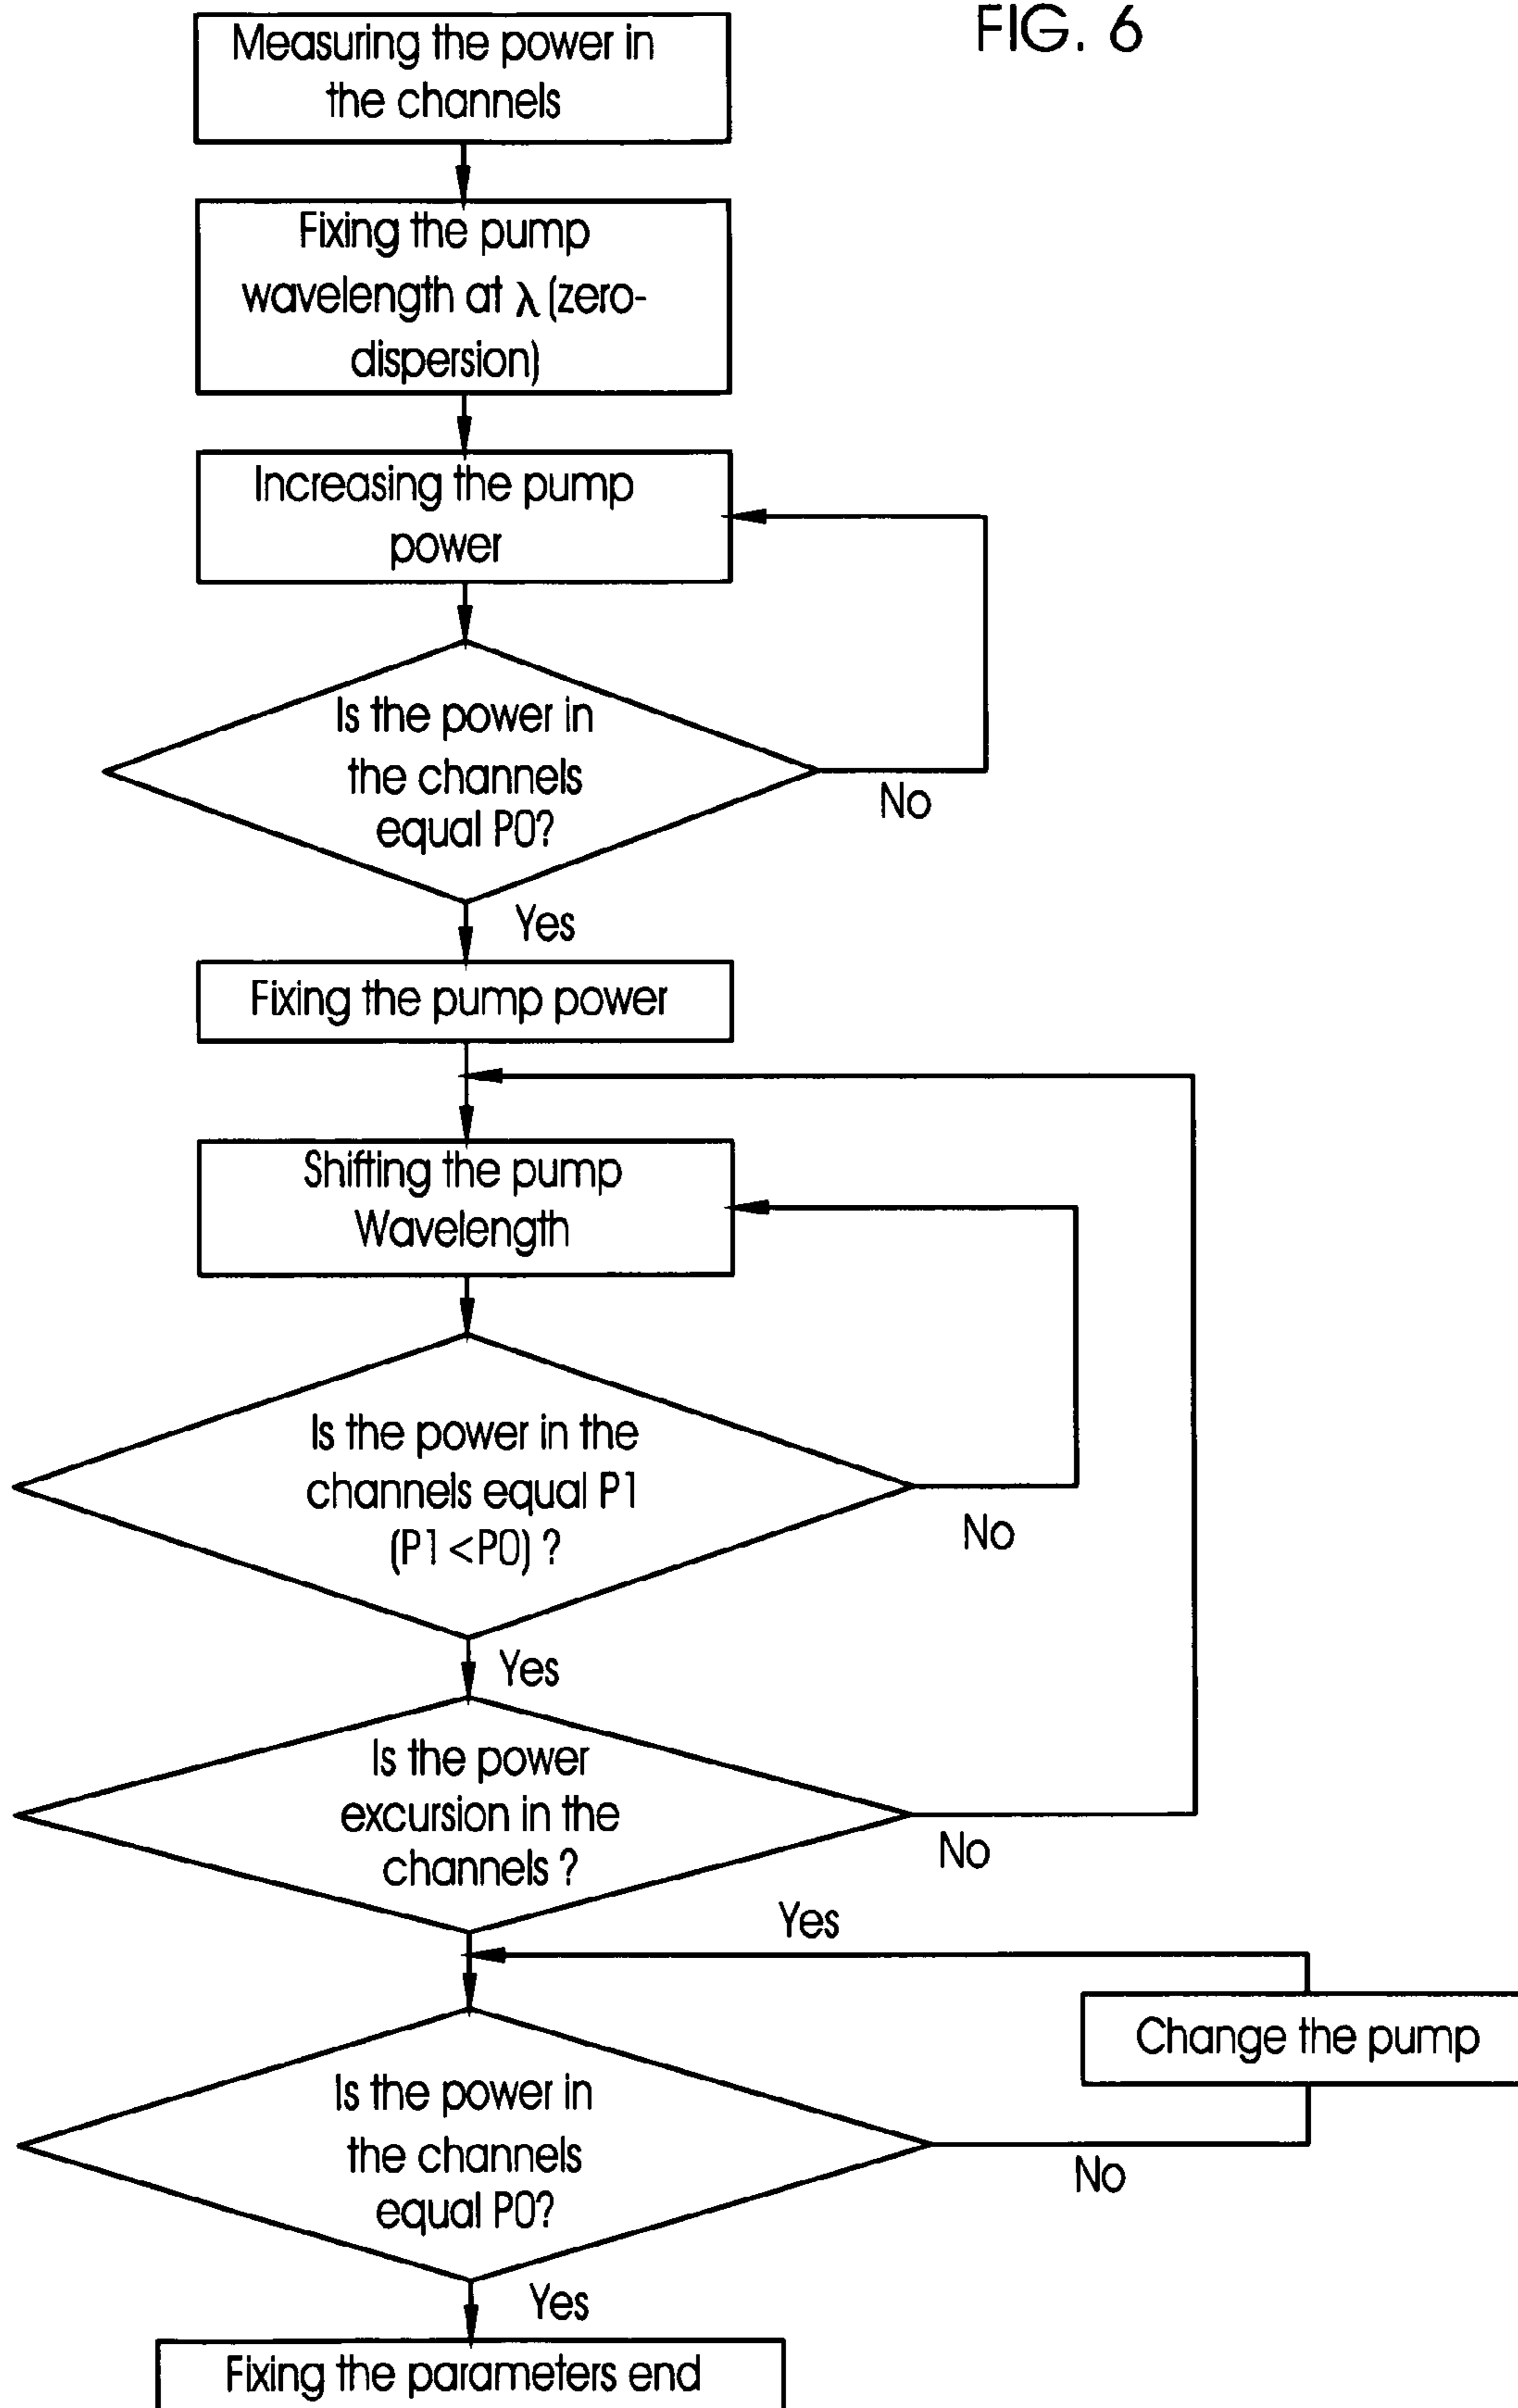 FIG. 6
Measuring the power in
the channels
Fixing the pump
wavelength at λ (zero-
dispersion)
Increasing the pump
power
Is the power in
the channels
equal P0?
No
Yes
Fixing the pump power
Shifting the pump
Wavelength
Is the power in the
channels equal P1
(P1 <P0) ?
No
Yes
Is the power
excursion in the
channels ?
No
Yes
Change the pump
Is the power in
the channels
equal P0?
No
Yes
Fixing the parameters end